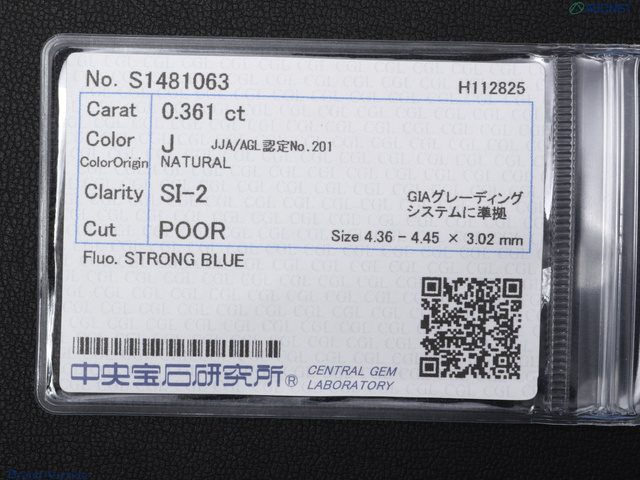 AUCNET
No. S1481063
H112825
Carat 0.361 ct
Color J JJA/AGL認定No.201
ColorOrigin NATURAL
Clarity SI-2
GIAグレーディング
システムに準拠
Cut POOR Size 4.36 - 4.45 × 3.02 mm
Fluo. STRONG BLUE
中央宝石研究所® CENTRAL GEM
LABORATORY